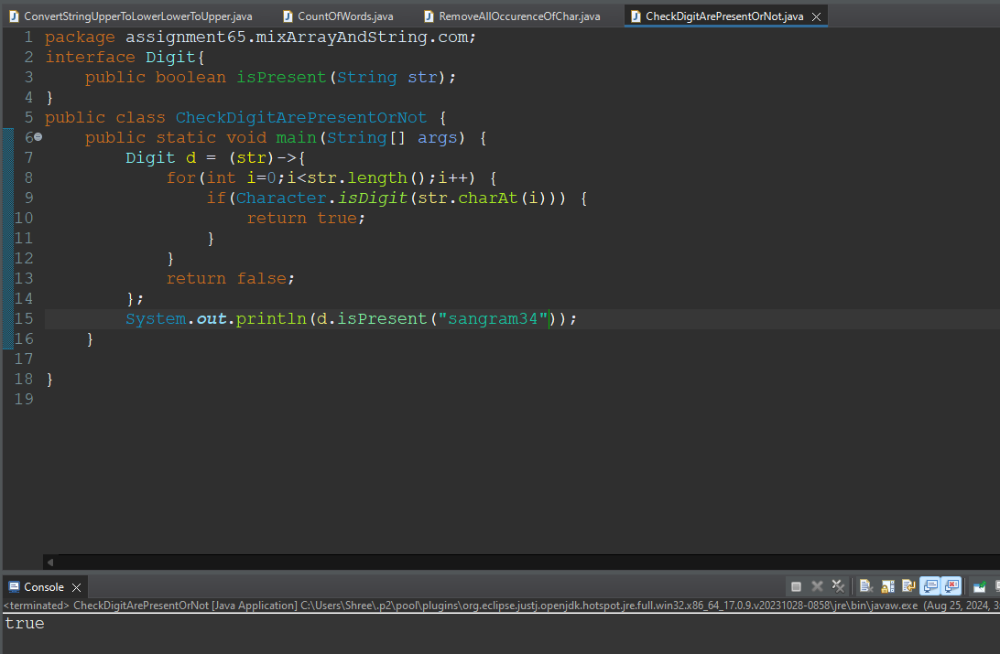 ConvertStringUpperToLowerLowerToUpper.java CountOfWords.java RemoveAllOccurenceOfChar.java CheckDigitArePresentOrNot.java
1 package assignment65.mixArrayAndString.com;
2 interface Digit{
3     public boolean isPresent(String str);
4 }
5 public class CheckDigitArePresentOrNot {
6     public static void main(String[] args) {
7         Digit d = (str)->{
8             for(int i=0;i<str.length();i++) {
9                 if(Character.isDigit(str.charAt(i))) {
10                     return true;
11                 }
12             }
13             return false;
14         };
15         System.out.println(d.isPresent("sangram34"));
16     }
17
18 }
19
Console
<terminated> CheckDigitArePresentOrNot [Java Application] C:\Users\Shree\.p2\pool\plugins\org.eclipse.justj.openjdk.hotspot.jre.full.win32.x86_64_17.0.9.v20231028-0858\jre\bin\javaw.exe (Aug 25, 2024, 3
true